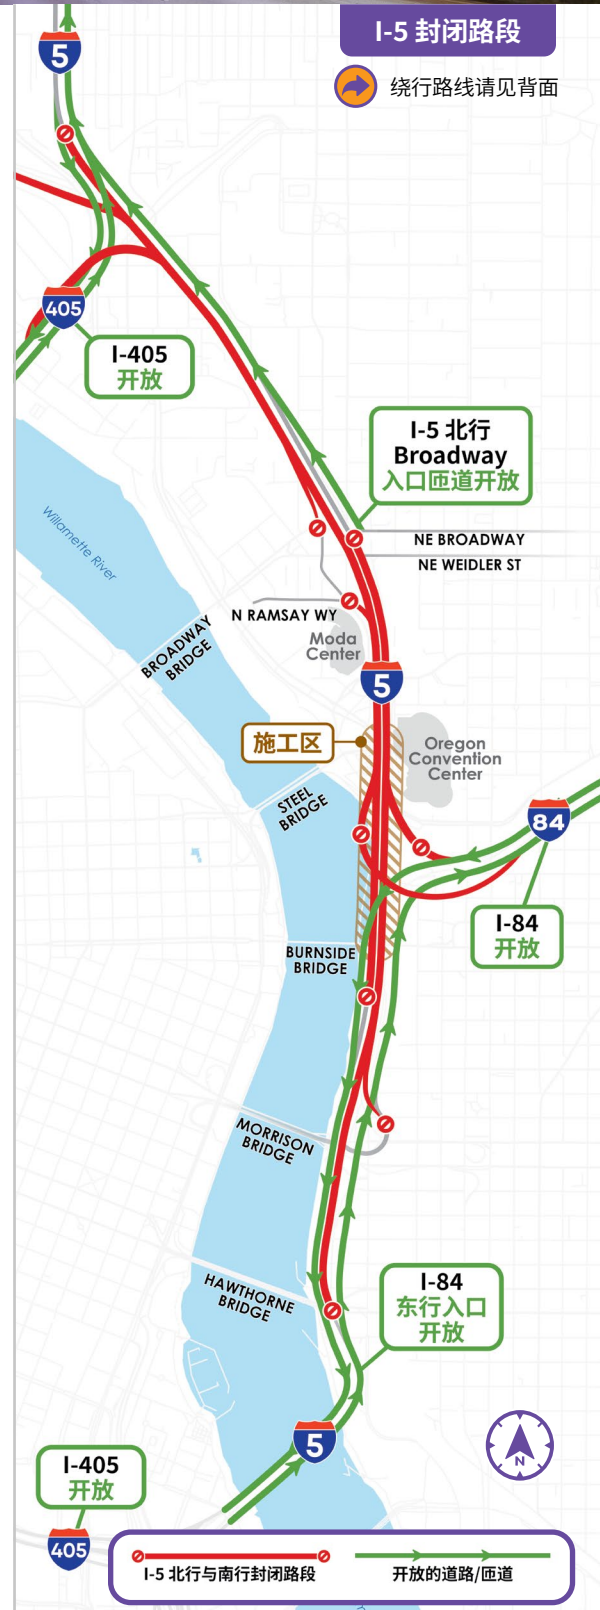 I-5 封闭路段
5
绕行路线请见背面
405
I-405
开放
I-5 北行
Broadway
入口匝道开放
Willamette River
NE BROADWAY
NE WEIDLER ST
N RAMSAY WY
BROADWAY
BRIDGE
Moda
Center
5
施工区
Oregon
Convention
Center
STEEL
BRIDGE
84
I-84
开放
BURNSIDE
BRIDGE
MORRISON
BRIDGE
HAWTHORNE
BRIDGE
I-84
东行入口
开放
5
N
I-405
开放
405
I-5 北行与南行封闭路段
开放的道路/匝道